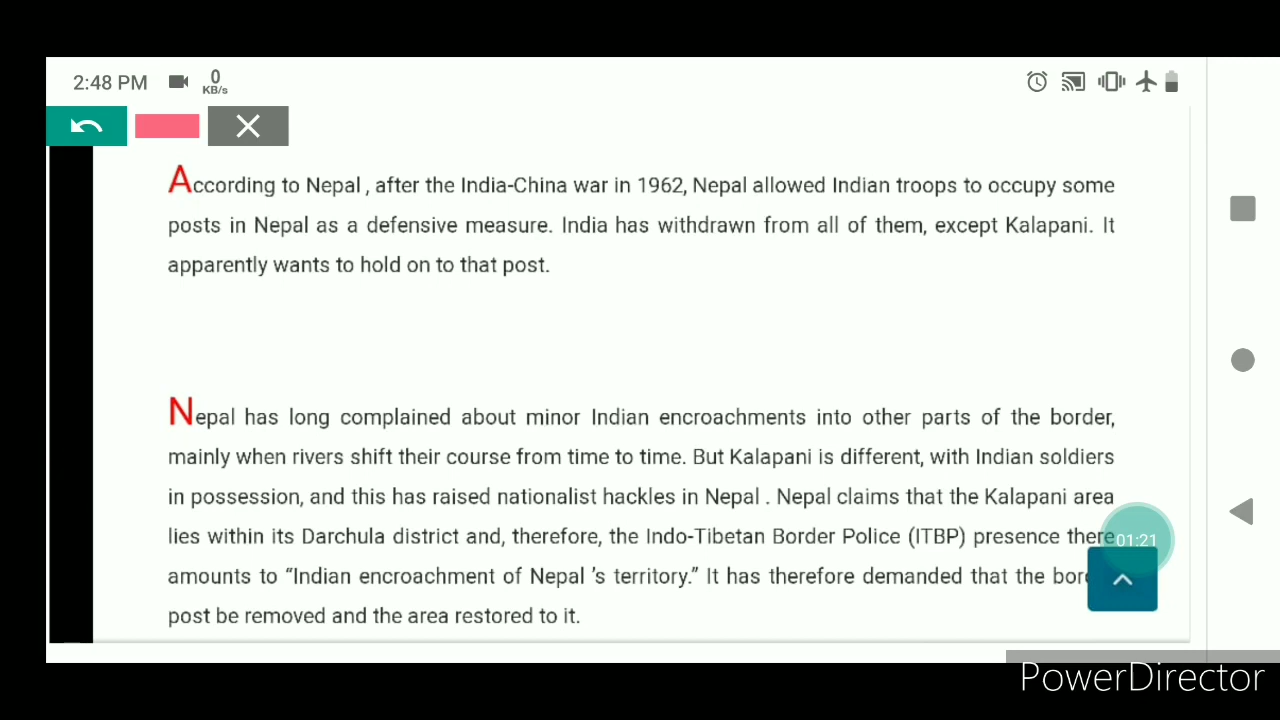 2:48 PM
0
KB/s
According to Nepal , after the India-China war in 1962, Nepal allowed Indian troops to occupy some
posts in Nepal as a defensive measure. India has withdrawn from all of them, except Kalapani. It
apparently wants to hold on to that post.
Nepal has long complained about minor Indian encroachments into other parts of the border,
mainly when rivers shift their course from time to time. But Kalapani is different, with Indian soldiers
in possession, and this has raised nationalist hackles in Nepal . Nepal claims that the Kalapani area
lies within its Darchula district and, therefore, the Indo-Tibetan Border Police (ITBP) presence there
01:21
amounts to “Indian encroachment of Nepal ’s territory.” It has therefore demanded that the
post be removed and the area restored to it.
PowerDirector